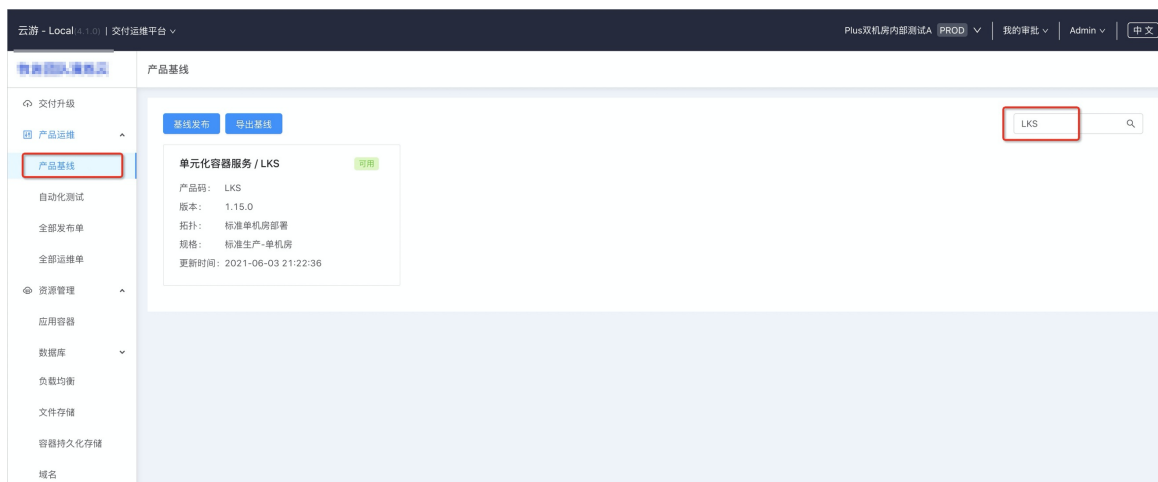 云游 - Local(4.1.0) | 交付运维平台
Plus双机房内部测试A PROD
我的审批
Admin
中文
产品基线
交付升级
产品运维
产品基线
自动化测试
全部发布单
全部运维单
资源管理
应用容器
数据库
负载均衡
文件存储
容器持久化存储
域名
基线发布 导出基线
LKS
单元化容器服务 / LKS 可用
产品码： LKS
版本： 1.15.0
拓扑： 标准单机房部署
规格： 标准生产-单机房
更新时间：2021-06-03 21:22:36